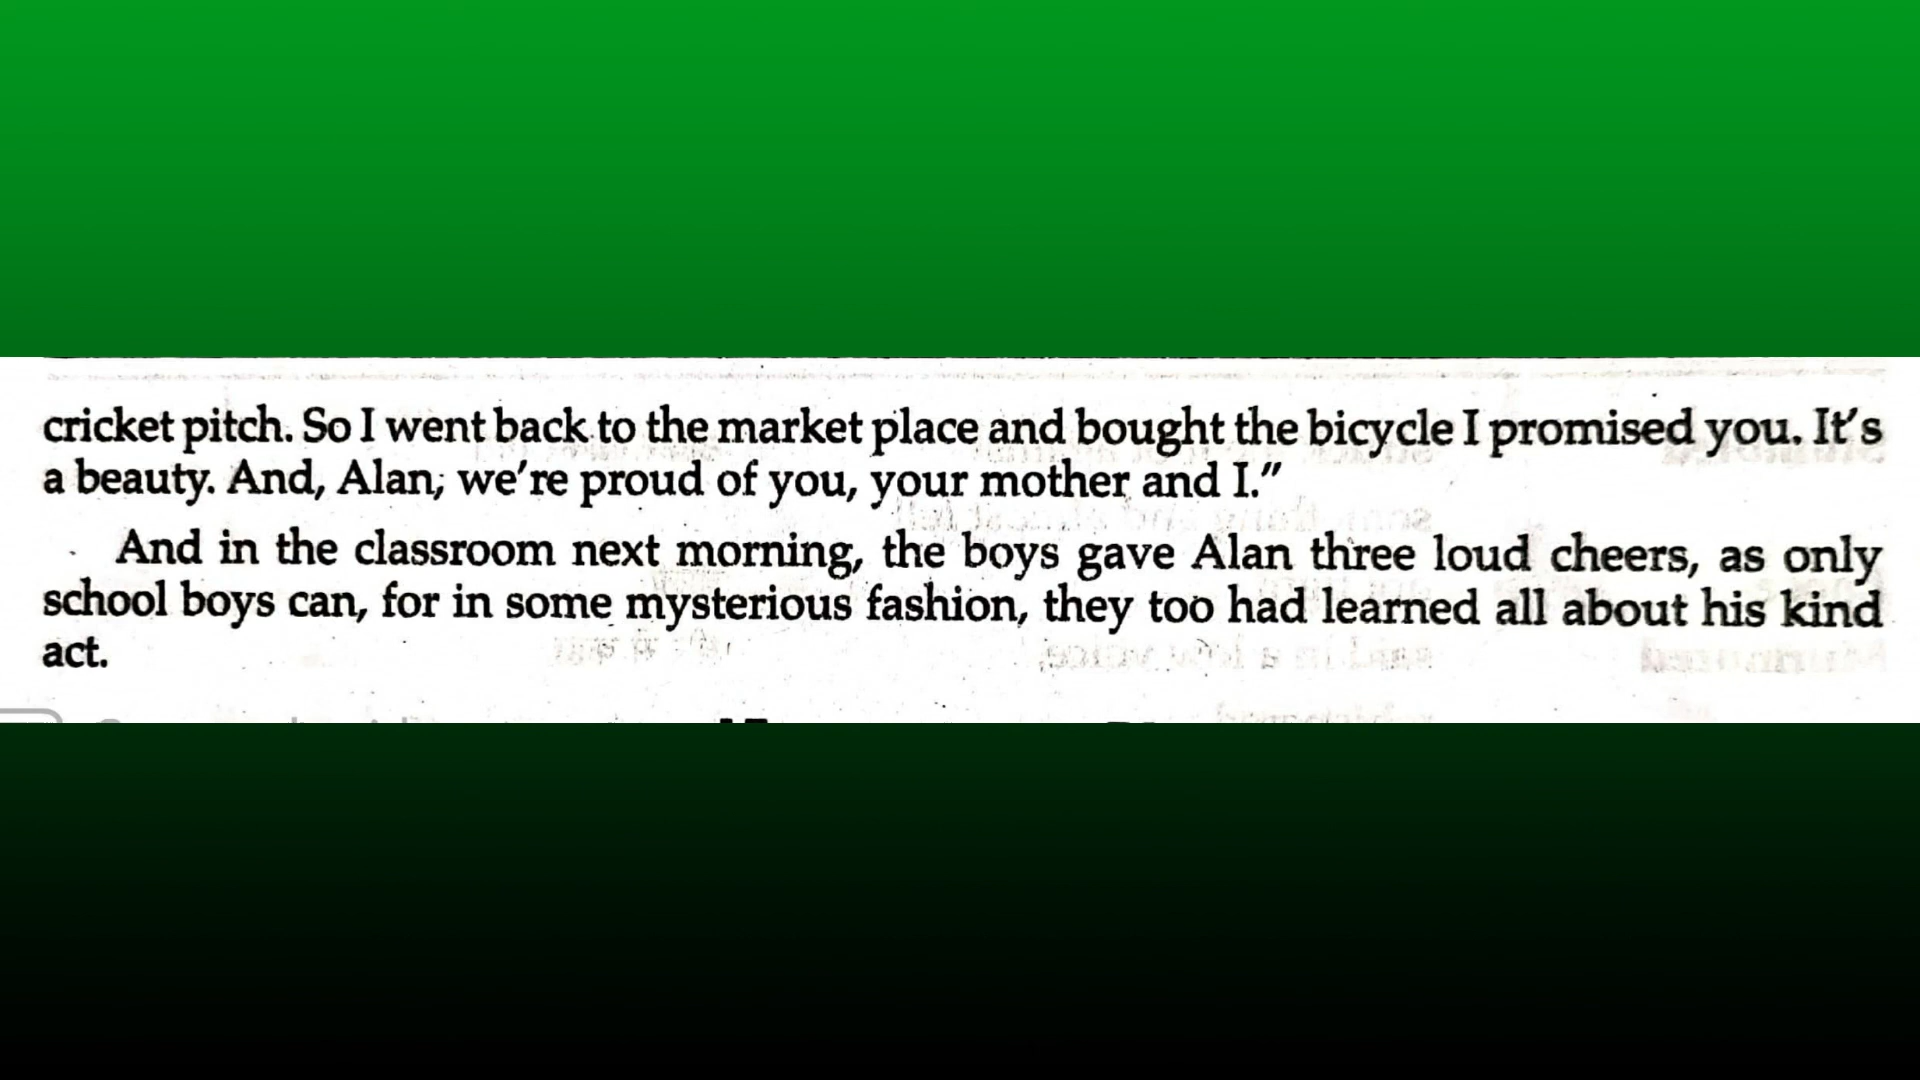 cricket pitch. So I went back to the market place and bought the bicycle I promised you. It's
a beauty. And, Alan, we're proud of you, your mother and I."
And in the classroom next morning, the boys gave Alan three loud cheers, as only
school boys can, for in some mysterious fashion, they too had learned all about his kind
act.